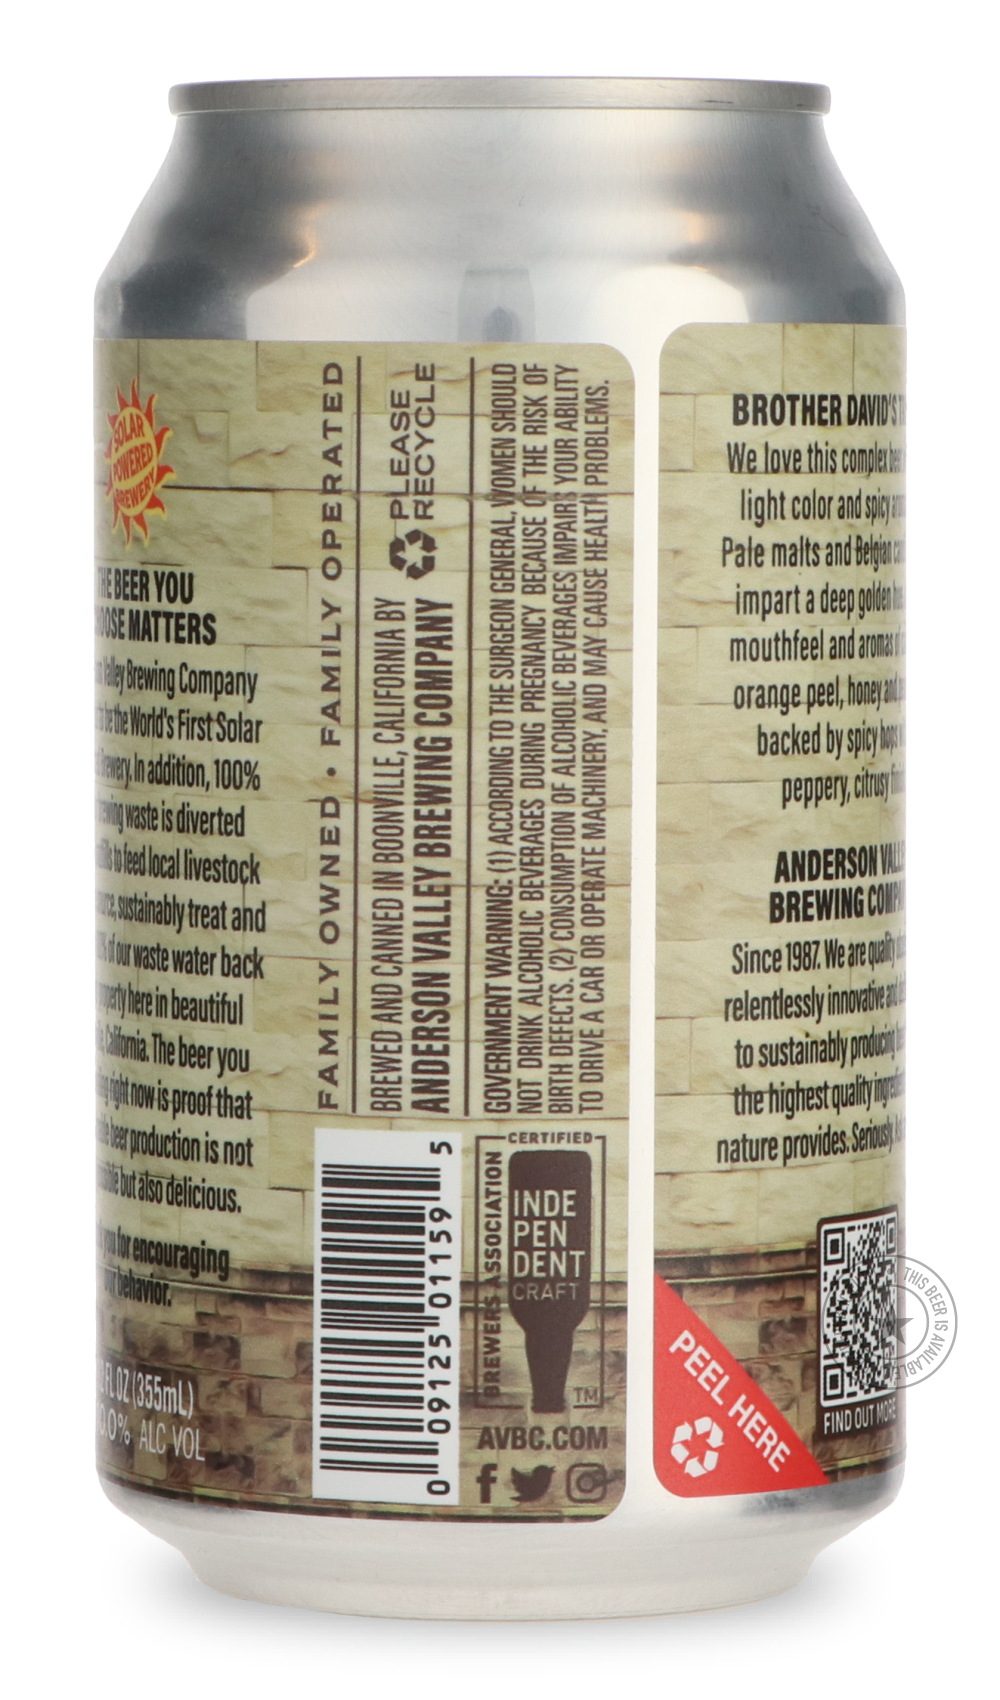 SOLAR
POWERED
BREWERY
THE BEER YOU
MATTERS
Valley Brewing Company
be the World's First Solar
Brewery. In addition, 100%
waste is diverted
to feed local livestock
sustainably treat and
of our waste water back
here in beautiful
California. The beer you
right now is proof that
beer production is not
but also delicious.
you for encouraging
behavior.
FL OZ (355mL)
ALC VOL
FAMILY OWNED • FAMILY OPERATED
BREWED AND CANNED IN BOONVILLE, CALIFORNIA BY
ANDERSON VALLEY BREWING COMPANY
PLEASE
RECYCLE
GOVERNMENT WARNING: (1) ACCORDING TO THE SURGEON GENERAL, WOMEN SHOULD
NOT DRINK ALCOHOLIC BEVERAGES DURING PREGNANCY BECAUSE OF THE RISK OF
BIRTH DEFECTS. (2) CONSUMPTION OF ALCOHOLIC BEVERAGES IMPAIRS YOUR ABILITY
TO DRIVE A CAR OR OPERATE MACHINERY, AND MAY CAUSE HEALTH PROBLEMS.
0 09125 01159 5
CERTIFIED
BREWERS ASSOCIATION
INDE
PEN
DENT
CRAFT
TM
AVBC.COM
BROTHER DAVID'S
We love this complex
light color and spicy
Pale malts and Belgian
impart a deep golden
mouthfeel and aromas
orange peel, honey and
backed by spicy hops
peppery, citrusy
ANDERSON
BREWING
Since 1987. We are quality
relentlessly innovative and
to sustainably producing
the highest quality
nature provides. Seriously.
PEEL HERE
FIND OUT MORE
THIS BEER IS AVAILABLE